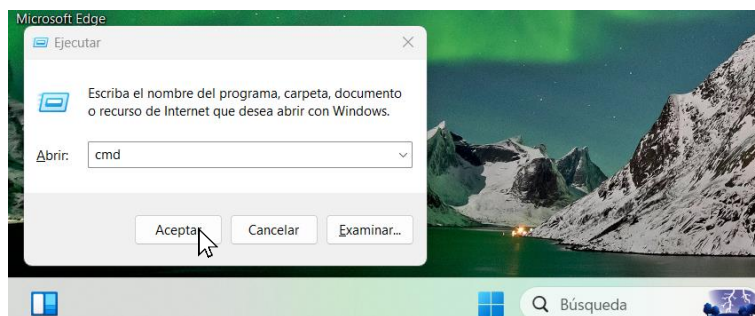 Microsoft Edge
Ejecutar
Escriba el nombre del programa, carpeta, documento
o recurso de Internet que desea abrir con Windows.
Abrir: cmd
Aceptar Cancelar Examinar...
Búsqueda